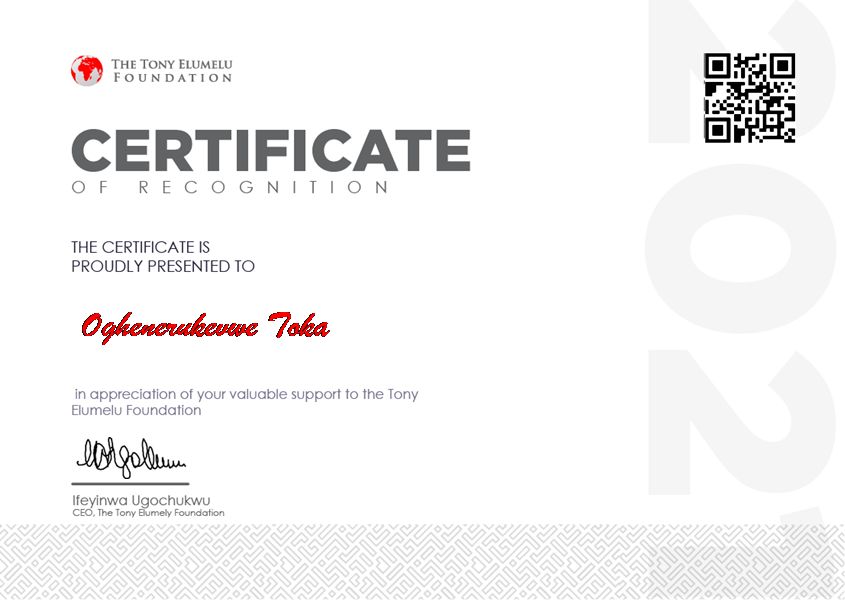 THE TONY ELUMELU
FOUNDATION
CERTIFICATE
OF RECOGNITION
THE CERTIFICATE IS
PROUDLY PRESENTED TO
Oghenerukevwe Toka
in appreciation of your valuable support to the Tony
Elumelu Foundation
Ifeyinwa Ugochukwu
CEO, The Tony Elumely Foundation
202